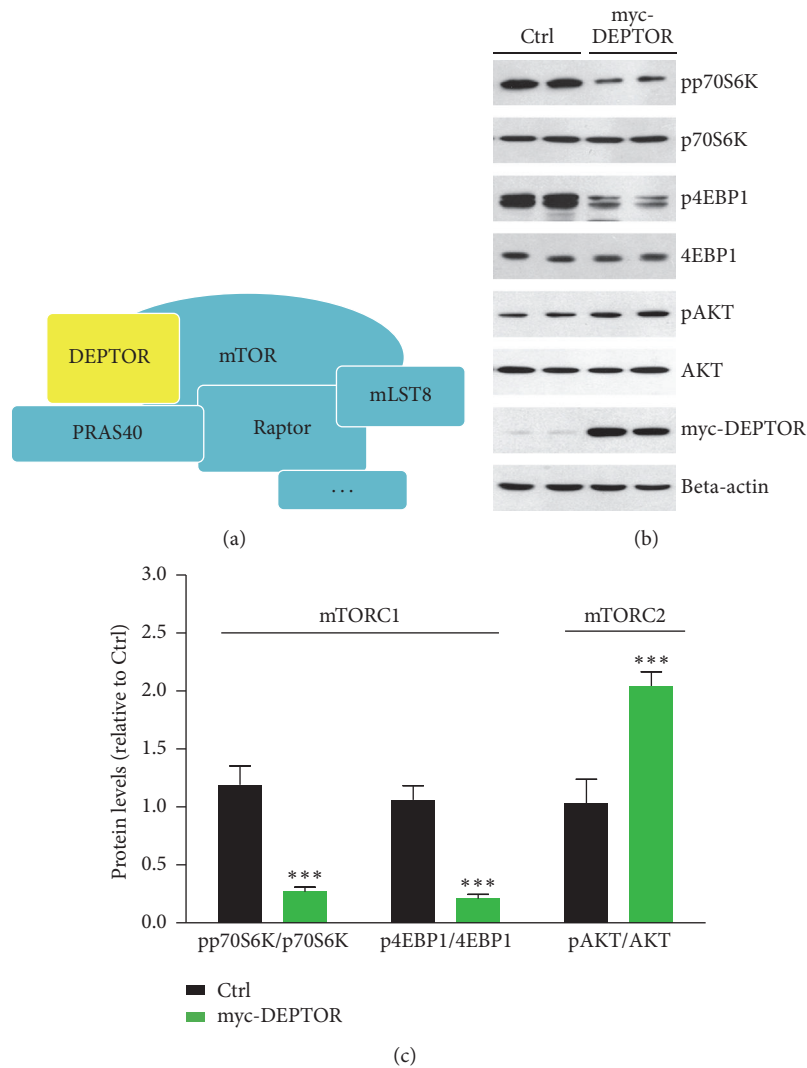 myc-
DEPTOR
Ctrl
pp70S6K
p70S6K
p4EBP1
4EBP1
pAKT
AKT
myc-DEPTOR
Beta-actin
DEPTOR
mTOR
mLST8
PRAS40
Raptor
...
(a)
(b)
3.0
2.5
2.0
1.5
1.0
0.5
0.0
Protein levels (relative to Ctrl)
mTORC1
mTORC2
***
***
***
pp70S6K/p70S6K
p4EBP1/4EBP1
pAKT/AKT
Ctrl
myc-DEPTOR
(c)